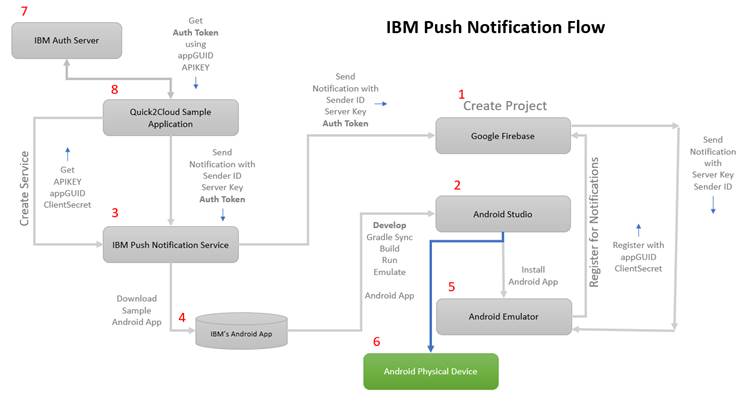 IBM Push Notification Flow
7
IBM Auth Server
Get
Auth Token
using
appGUID
APIKEY
8
Quick2Cloud Sample
Application
Send
Notification with
Sender ID
Server Key
Auth Token
1
Create Project
Google Firebase
Create Service
Get
APIKEY
appGUID
ClientSecret
Send
Notification with
Sender ID
Server Key
Auth Token
Send
Notification
with
Server Key
Sender ID
3
IBM Push Notification Service
2
Android Studio
Develop
Gradle Sync
Build
Run
Emulate
Android App
Register for Notifications
Register with
appGUID
ClientSecret
Install
Android App
Download
Sample
Android App
4
IBM's Android App
5
Android Emulator
6
Android Physical Device